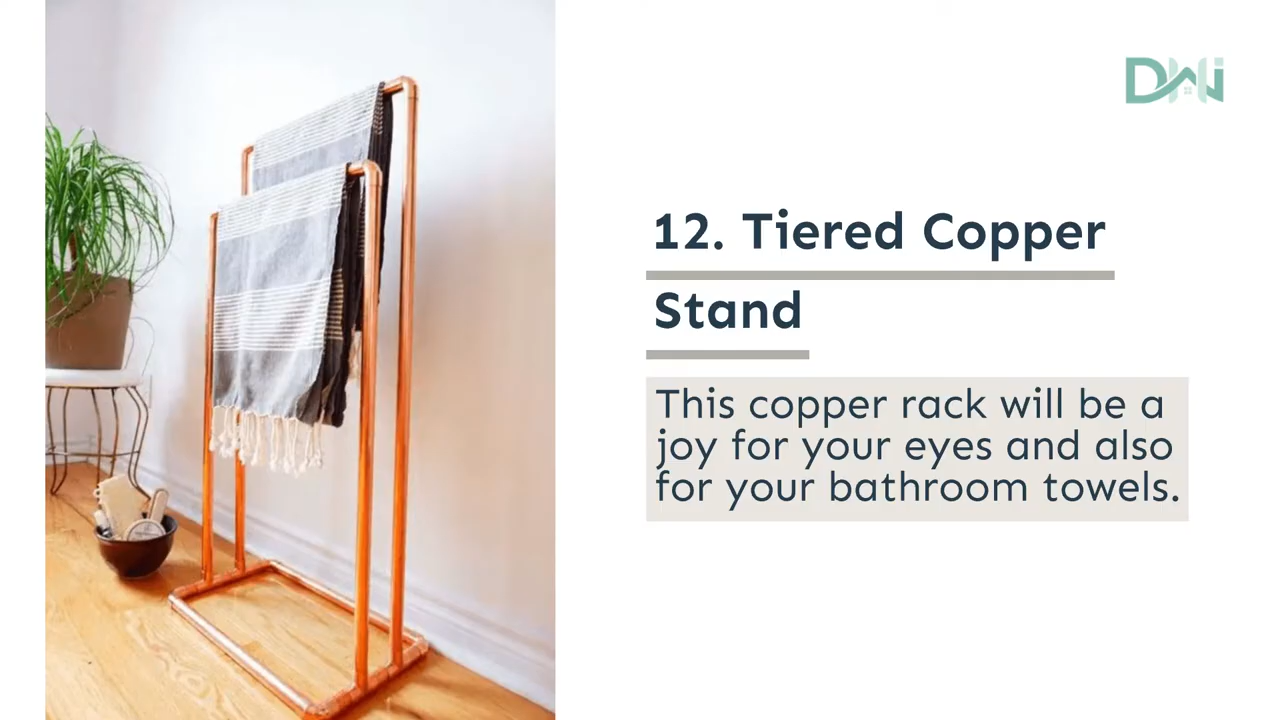 DHI
12. Tiered Copper
Stand
This copper rack will be a
joy for your eyes and also
for your bathroom towels.